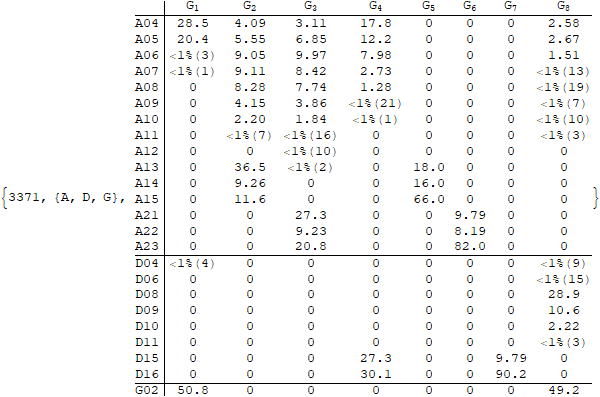 G₁ G₂ G₃ G₄ G₅ G₆ G₇ G₈
A04 28.5 4.09 3.11 17.8 0 0 0 2.58
A05 20.4 5.55 6.85 12.2 0 0 0 2.67
A06 <1%(3) 9.05 9.97 7.98 0 0 0 1.51
A07 <1%(1) 9.11 8.42 2.73 0 0 0 <1%(13)
A08 0 8.28 7.74 1.28 0 0 0 <1%(19)
A09 0 4.15 3.86 <1%(21) 0 0 0 <1%(7)
A10 0 2.20 1.84 <1%(1) 0 0 0 <1%(10)
A11 0 <1%(7) <1%(16) 0 0 0 0 <1%(3)
A12 0 0 <1%(10) 0 0 0 0 0
A13 0 36.5 <1%(2) 0 18.0 0 0 0
A14 0 9.26 0 0 16.0 0 0 0
{3371, {A, D, G}, A15 0 11.6 0 0 66.0 0 0 0 }
A21 0 0 27.3 0 0 9.79 0 0
A22 0 0 9.23 0 0 8.19 0 0
A23 0 0 20.8 0 0 82.0 0 0
D04 <1%(4) 0 0 0 0 0 0 <1%(9)
D06 0 0 0 0 0 0 0 <1%(15)
D08 0 0 0 0 0 0 0 28.9
D09 0 0 0 0 0 0 0 10.6
D10 0 0 0 0 0 0 0 2.22
D11 0 0 0 0 0 0 0 <1%(3)
D15 0 0 0 27.3 0 0 9.79 0
D16 0 0 0 30.1 0 0 90.2 0
G02 50.8 0 0 0 0 0 0 49.2